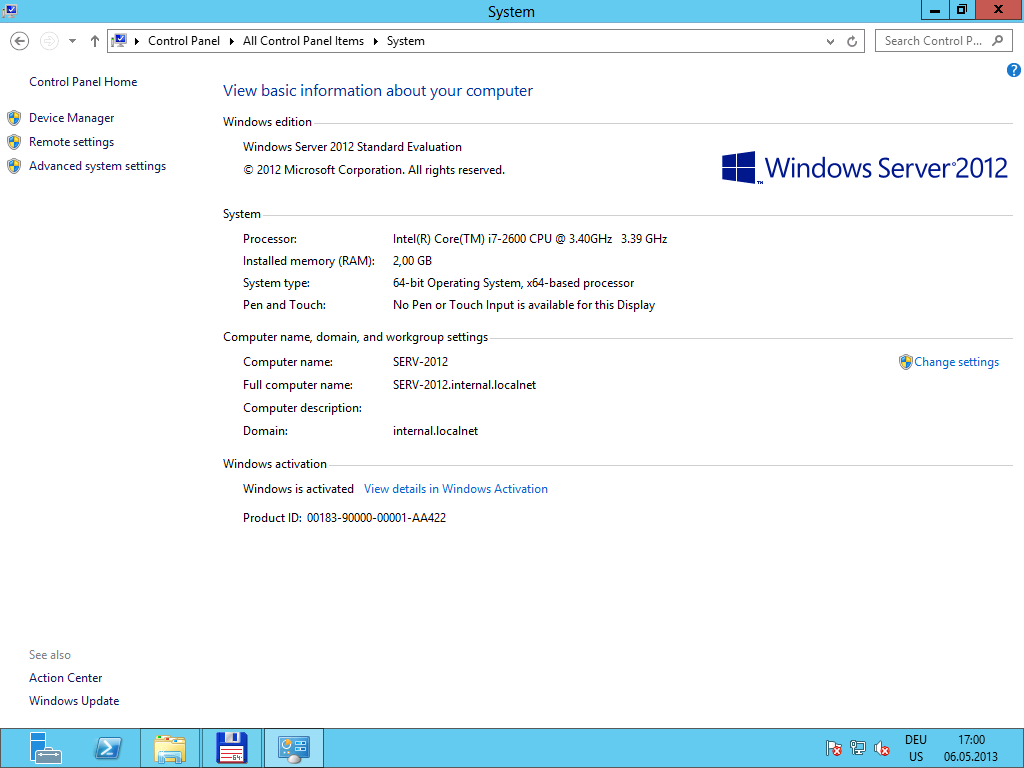 System
Control Panel ▸ All Control Panel Items ▸ System
Search Control P...
Control Panel Home
Device Manager
Remote settings
Advanced system settings
View basic information about your computer
Windows edition
Windows Server 2012 Standard Evaluation
© 2012 Microsoft Corporation. All rights reserved.
Windows Server 2012
System
Processor: Intel(R) Core(TM) i7-2600 CPU @ 3.40GHz 3.39 GHz
Installed memory (RAM): 2,00 GB
System type: 64-bit Operating System, x64-based processor
Pen and Touch: No Pen or Touch Input is available for this Display
Computer name, domain, and workgroup settings
Computer name: SERV-2012
Change settings
Full computer name: SERV-2012.internal.localnet
Computer description:
Domain: internal.localnet
Windows activation
Windows is activated View details in Windows Activation
Product ID: 00183-90000-00001-AA422
See also
Action Center
Windows Update
64
DEU
US
17:00
06.05.2013